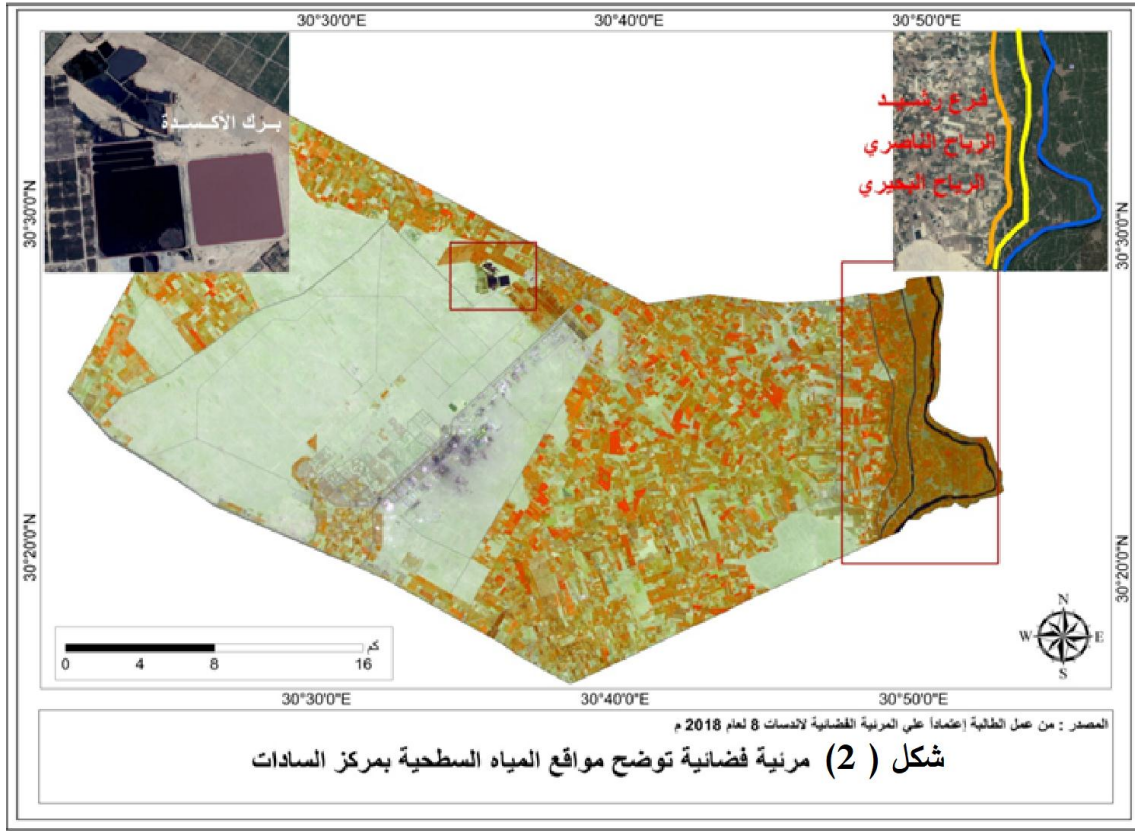 30°30'0"E
30°40'0"E
30°50'0"E
برك الأكسدة
فرع رشيد
الرياح الناصري
الرياح البحيري
30°30'0"N
30°30'0"N
30°20'0"N
30°20'0"N
N
W
E
S
كم
0
4
8
16
30°30'0"E
30°40'0"E
30°50'0"E
المصدر : من عمل الطالبة إعتماداً علي المرئية الفضائية لاندسات 8 لعام 2018 م
شكل ( 2) مرئية فضائية توضح مواقع المياه السطحية بمركز السادات